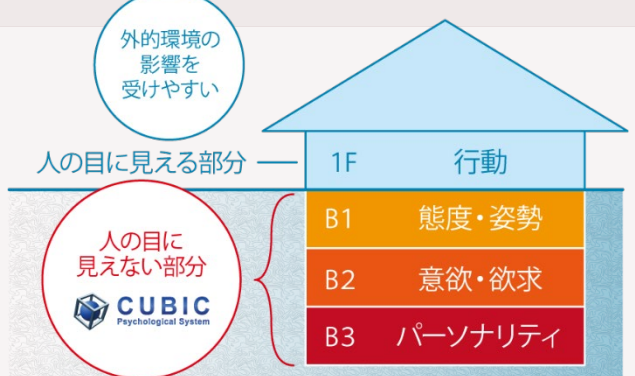 外的環境の
影響を
受けやすい
人の目に見える部分
1F 行動
B1 態度・姿勢
人の目に
見えない部分
CUBIC
Psychological System
B2 意欲・欲求
B3 パーソナリティ